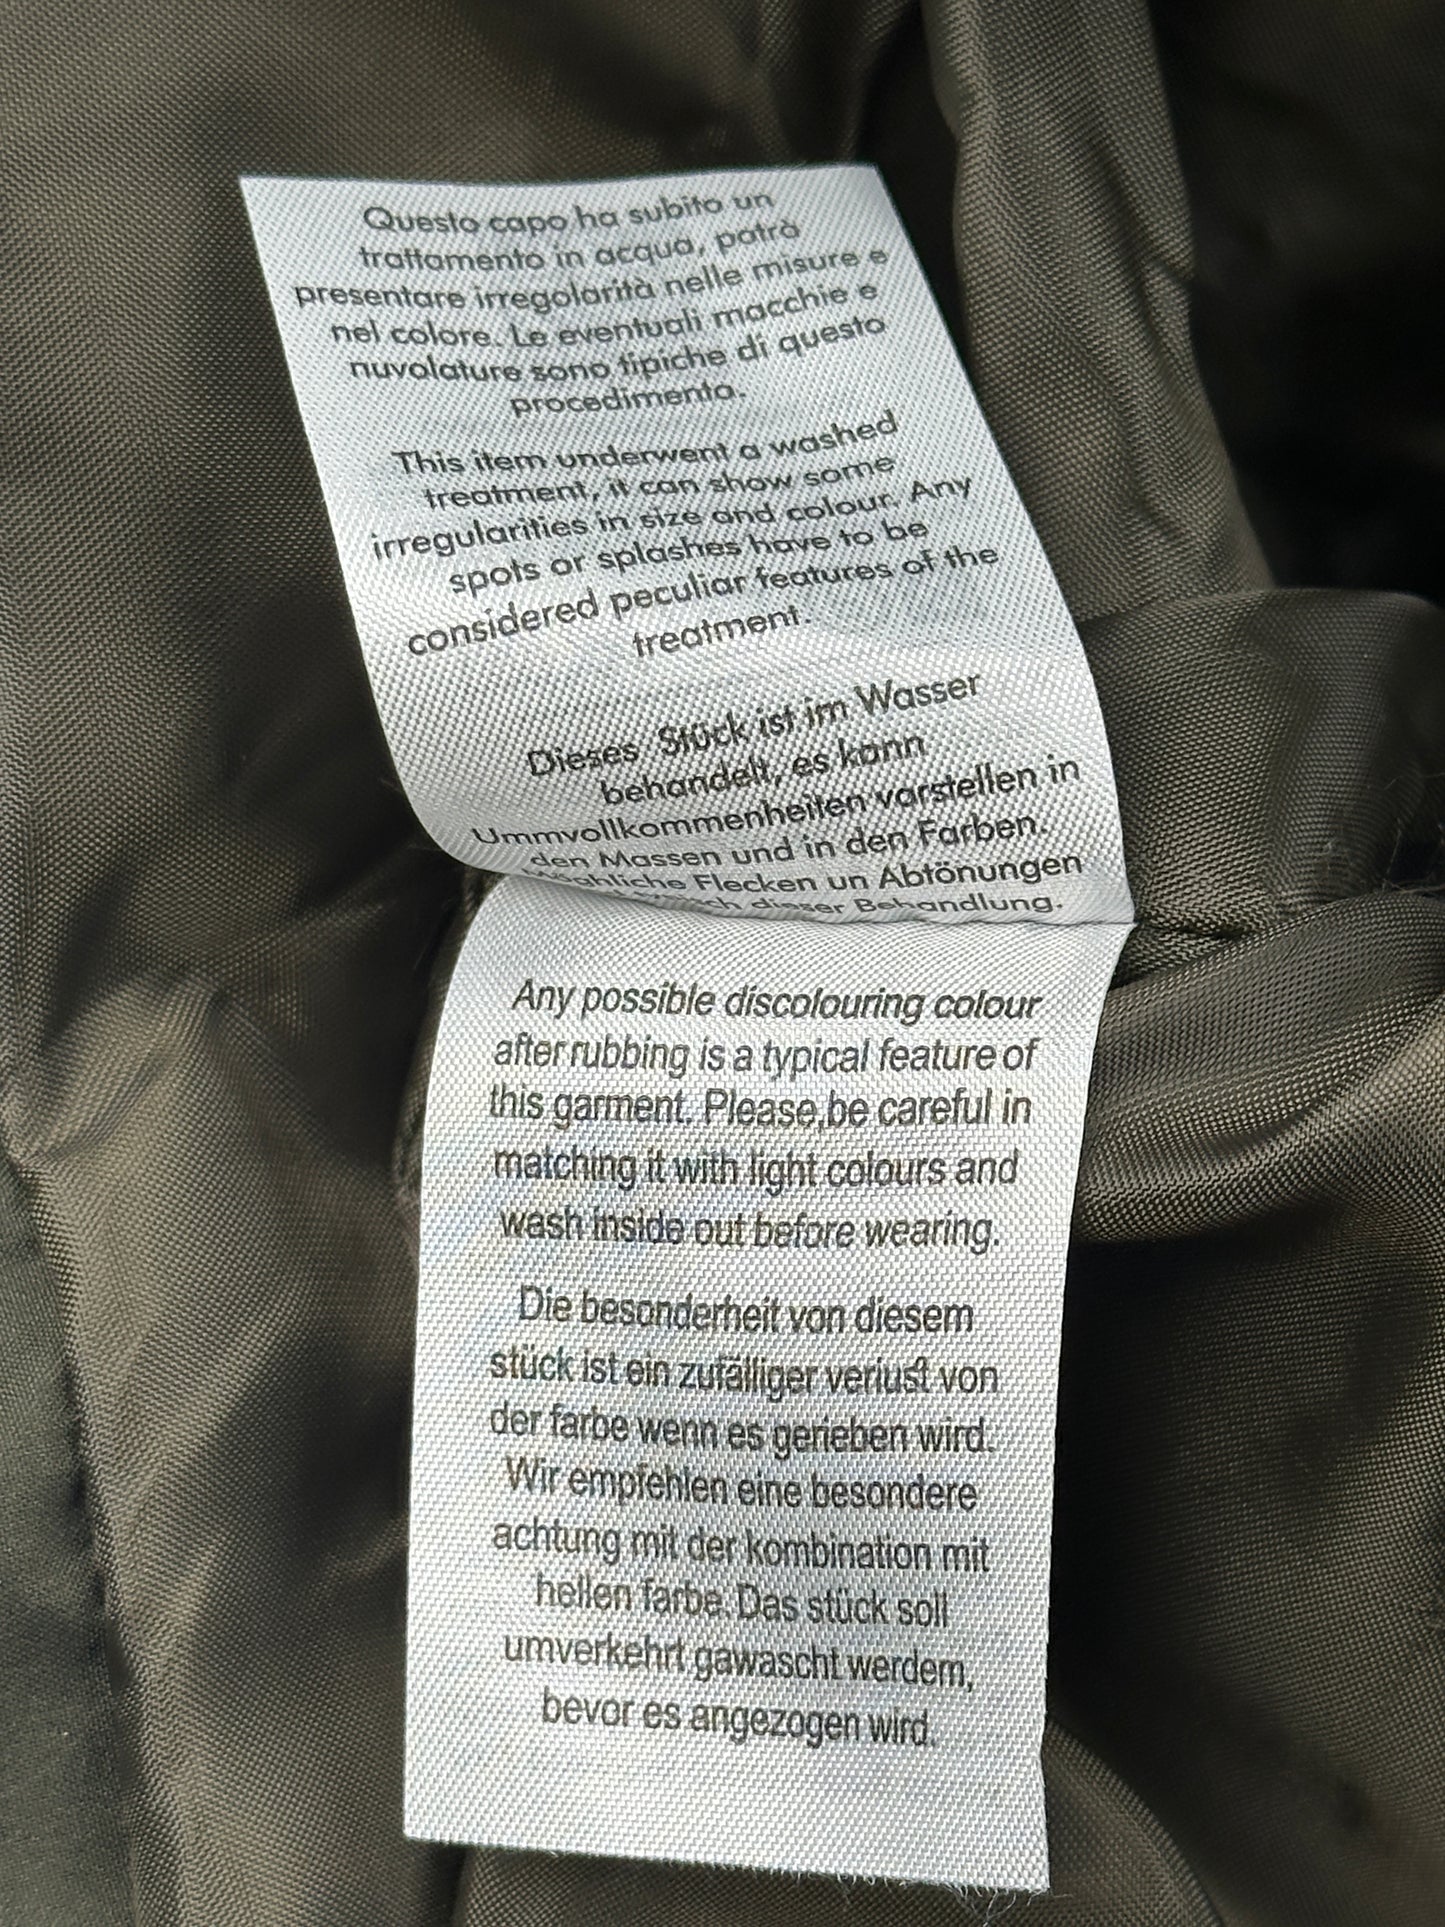 Questo capo ha subito un
trattamento in acqua, potrà
presentare irregolarità nelle misure e
nel colore. Le eventuali macchie e
nuvolature sono tipiche di questo
procedimento.
This item underwent a washed
treatment, it can show some
irregularities in size and colour. Any
spots or splashes have to be
considered peculiar features of the
treatment.
Dieses Stück ist im Wasser
behandelt, es kann
Ummvollkommenheiten vorstellen in
den Massen und in den Farben.
Flecken un Abtönungen
dieser Behandlung.
Any possible discolouring colour
after rubbing is a typical feature of
this garment. Please,be careful in
matching it with light colours and
wash inside out before wearing.
Die besonderheit von diesem
stück ist ein zufälliger veriust von
der farbe wenn es gerieben wird.
Wir empfehlen eine besondere
achtung mit der kombination mit
hellen farbe. Das stück soll
umverkehrt gawascht werdem,
bevor es angezogen wird.